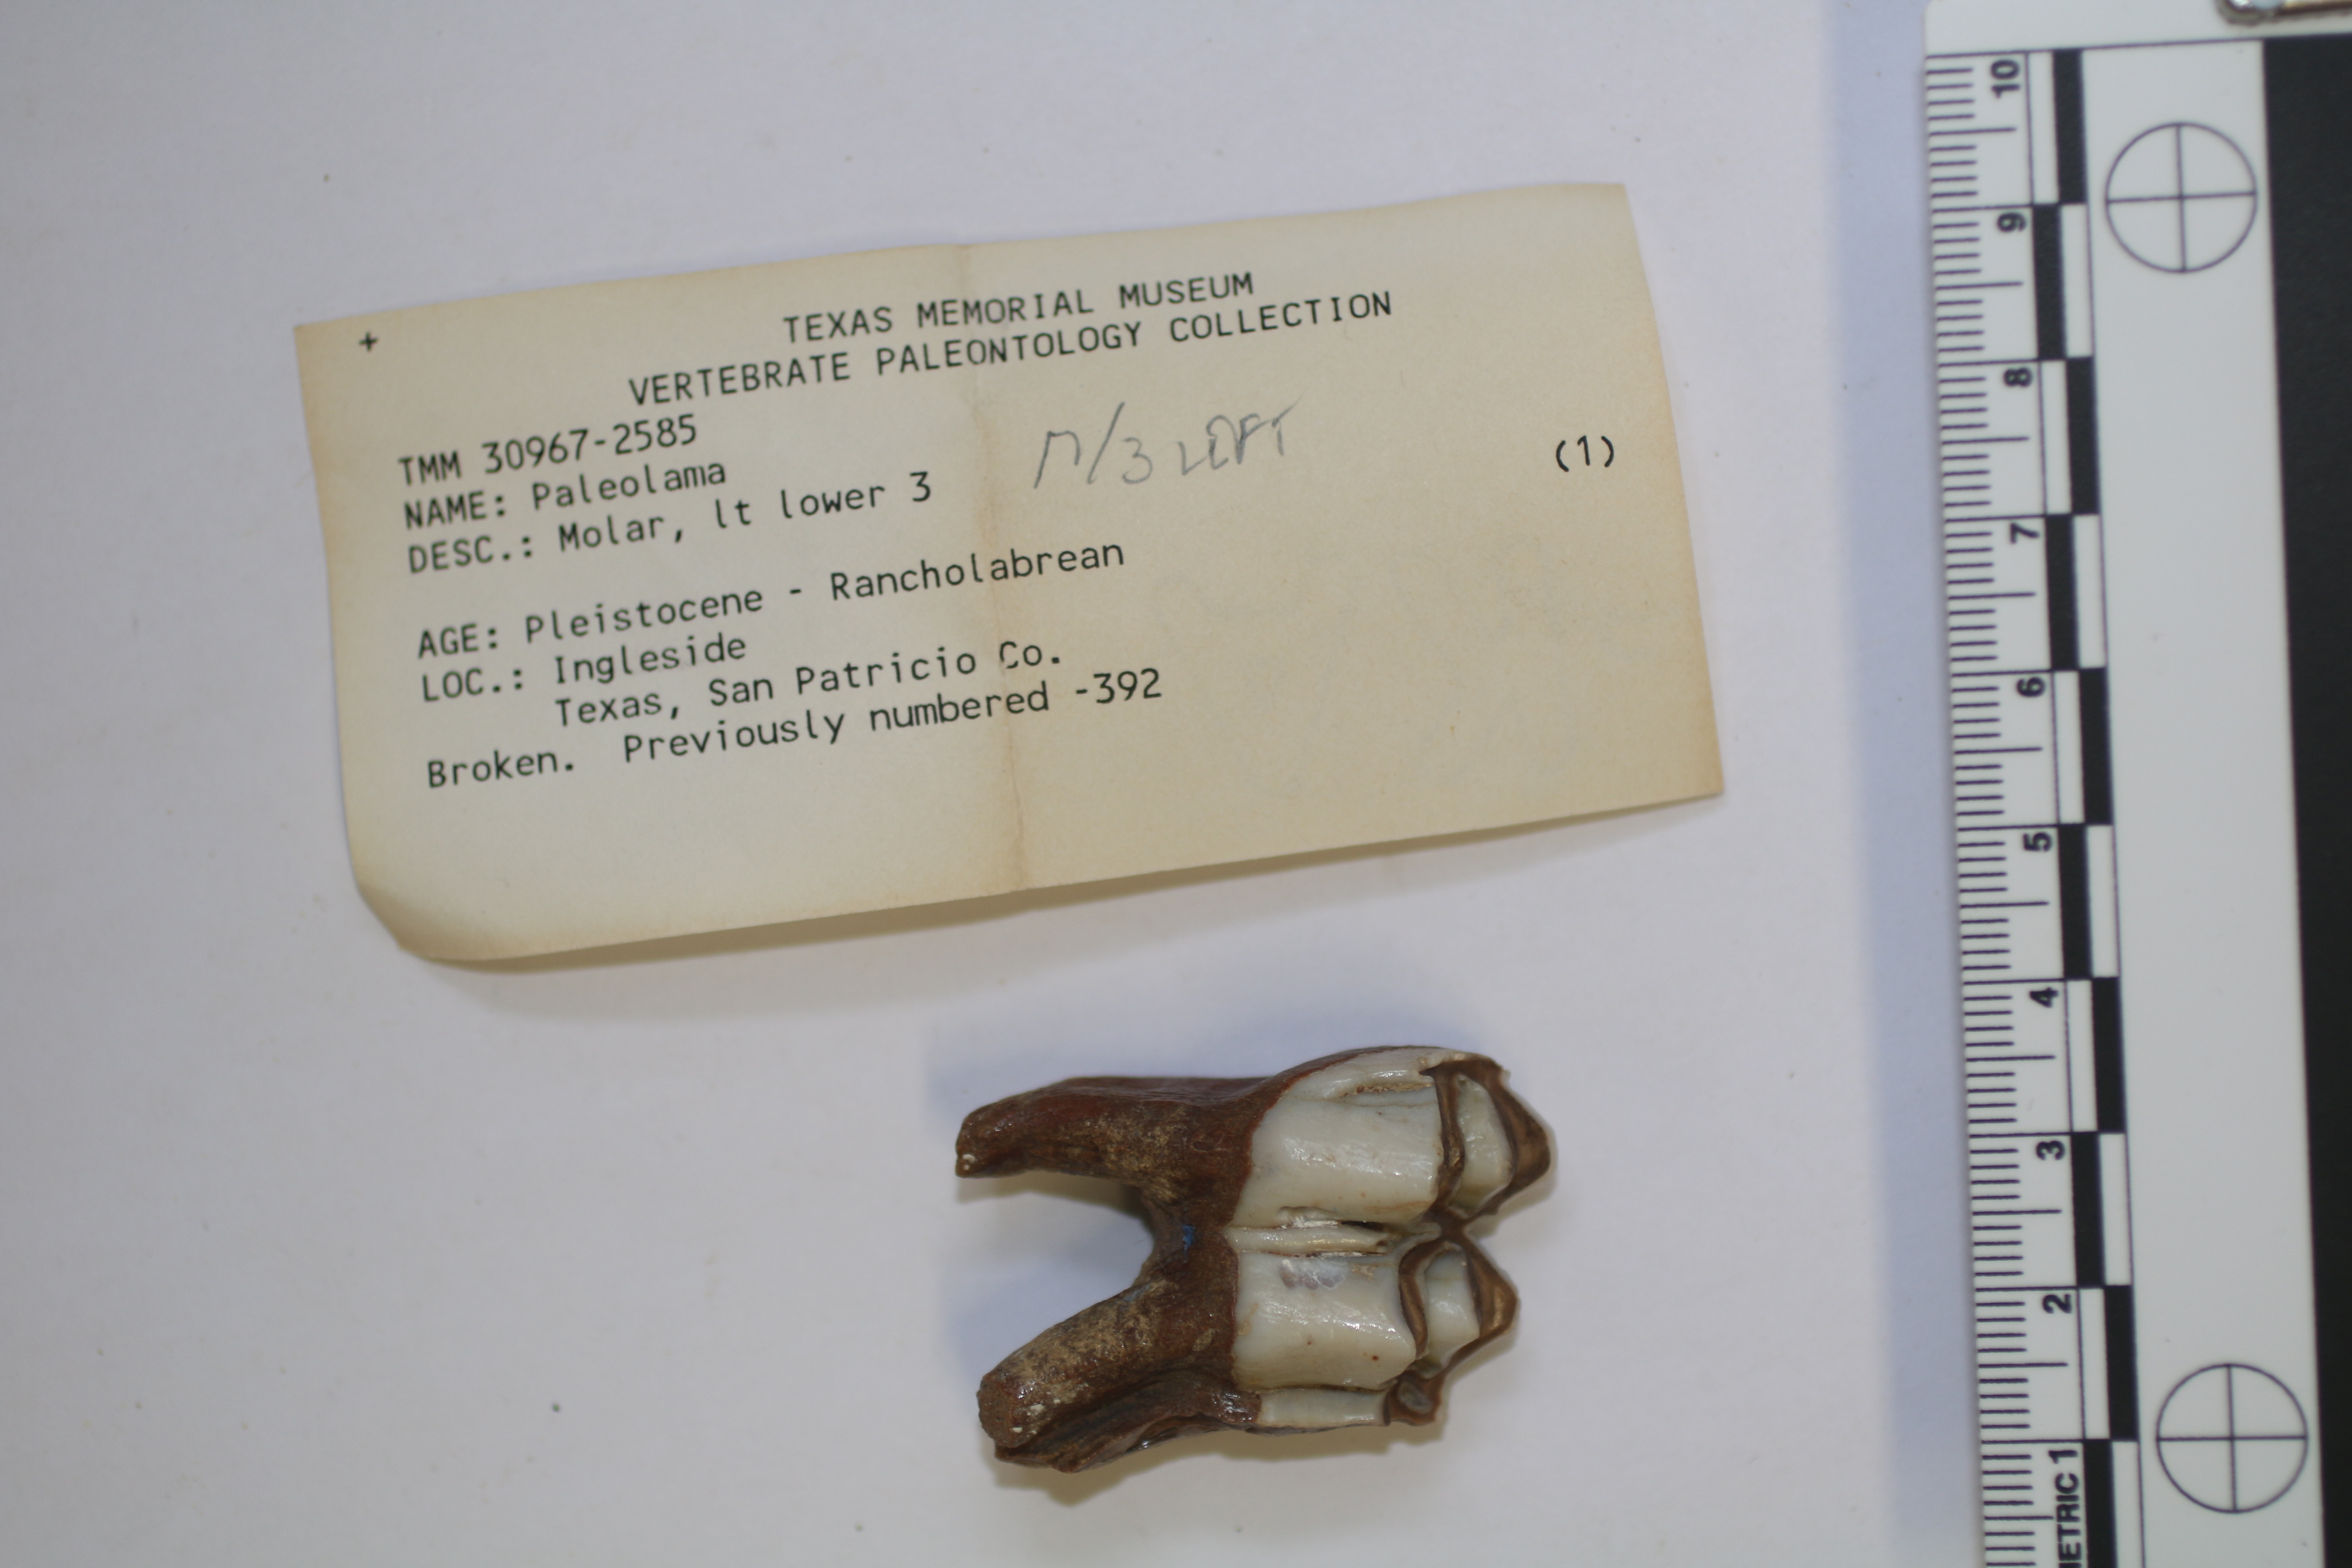 +
TEXAS MEMORIAL MUSEUM
VERTEBRATE PALEONTOLOGY COLLECTION
TMM 30967-2585
NAME: Paleolama
M/3 LEFT
DESC.: Molar, lt lower 3
(1)
AGE: Pleistocene - Rancholabrean
LOC.: Ingleside
Texas, San Patricio Co.
Broken. Previously numbered -392
10
9
8
7
6
5
4
3
2
ETRIC 1